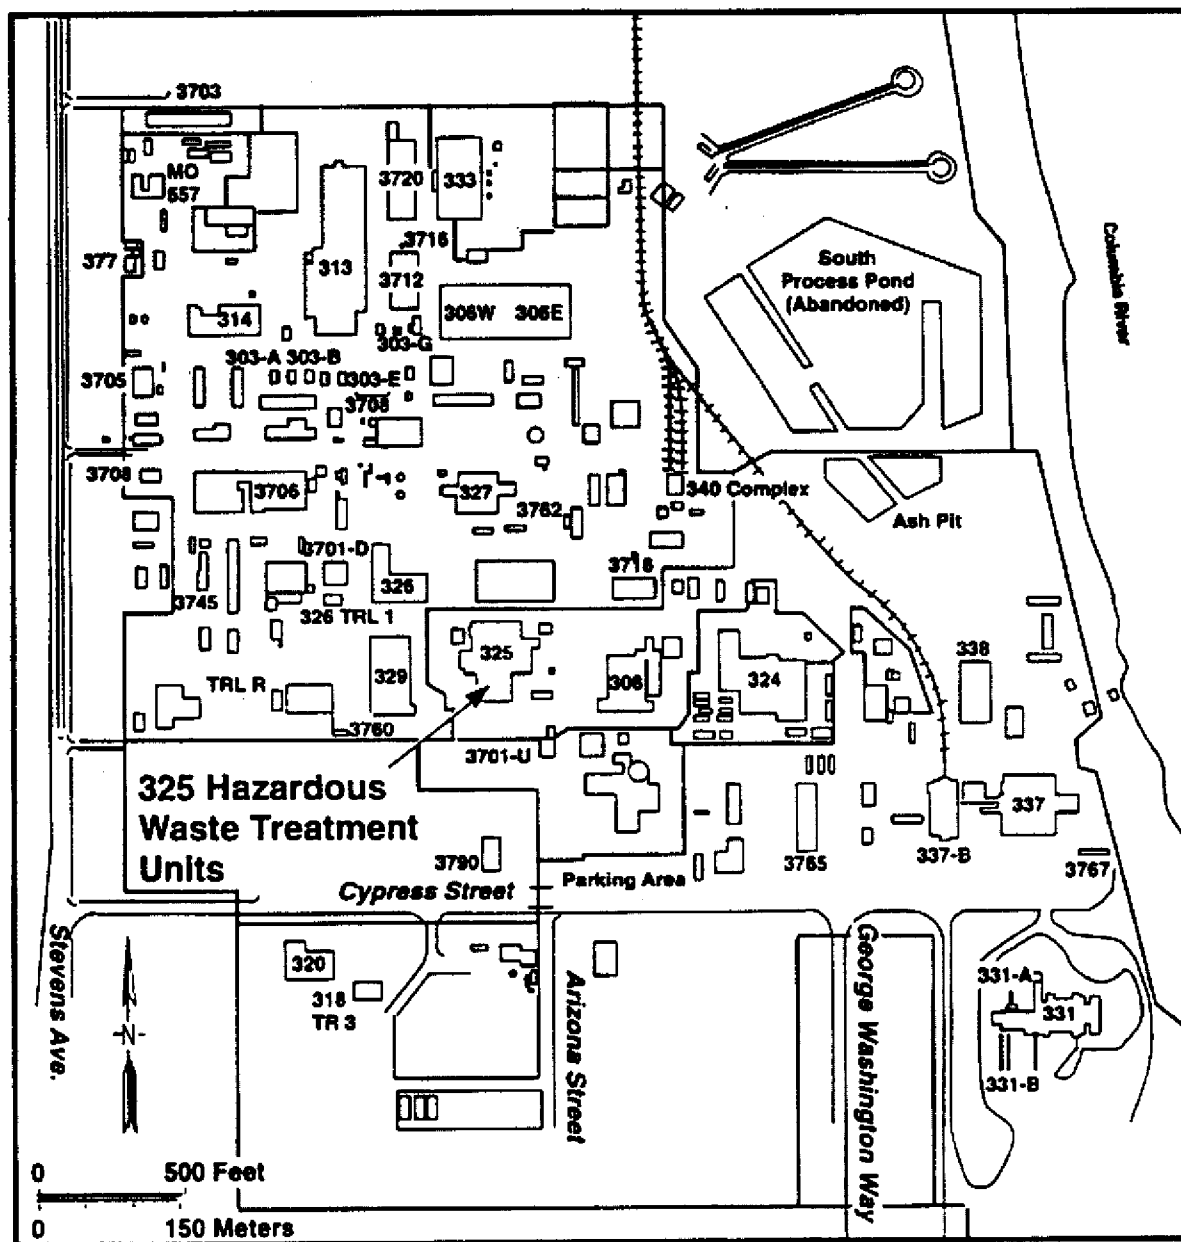 3703
MO
557
3720
333
3716
377
313
3712
South
Process Pond
(Abandoned)
Columbia River
314
306W 306E
303-G
303-A 303-B
3705
303-E
3708
3708
3706
327
3762
340 Complex
Ash Pit
3701-D
326
3718
3745
326 TRL 1
325
338
TRL R
329
306
324
3760
3701-U
325 Hazardous
Waste Treatment
Units
337
3790
3765
337-B
3767
Cypress Street
Parking Area
Stevens Ave.
320
318
TR 3
Arizona Street
George Washington Way
331-A
331
331-B
N
0 500 Feet
0 150 Meters